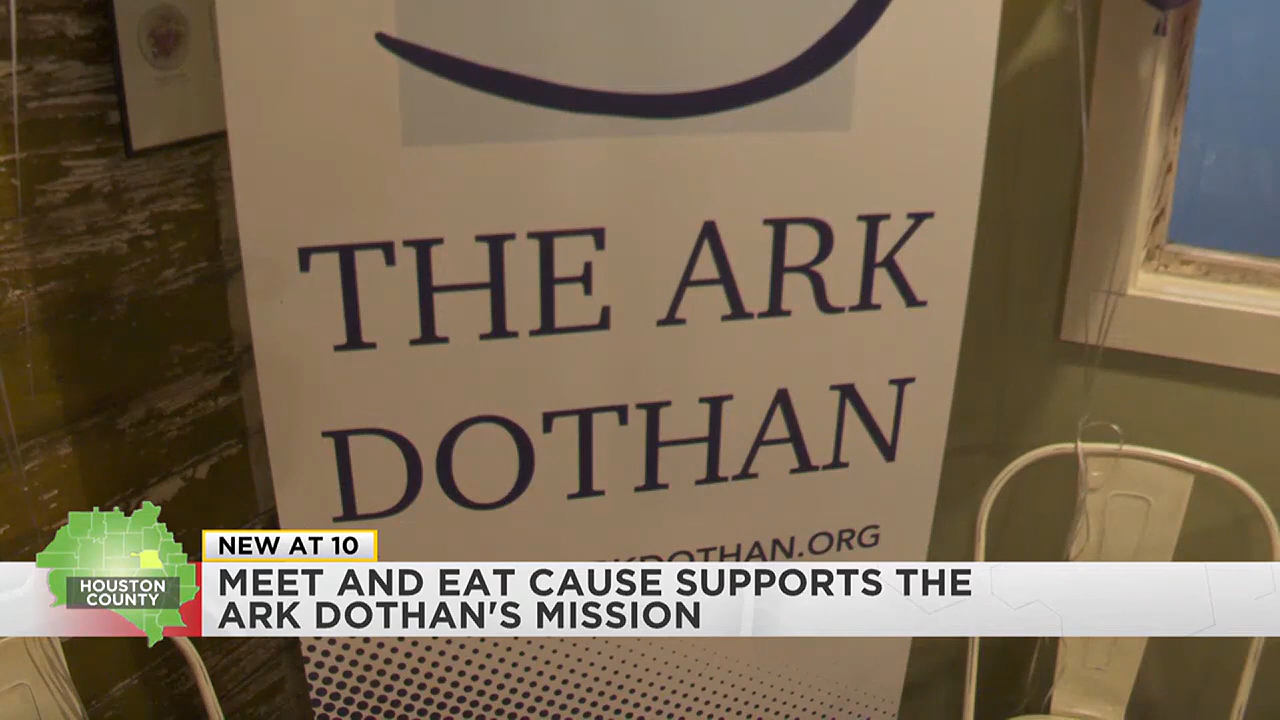 THE ARK
DOTHAN
KDOTHAN.ORG
NEW AT 10
HOUSTON
COUNTY
MEET AND EAT CAUSE SUPPORTS THE
ARK DOTHAN'S MISSION